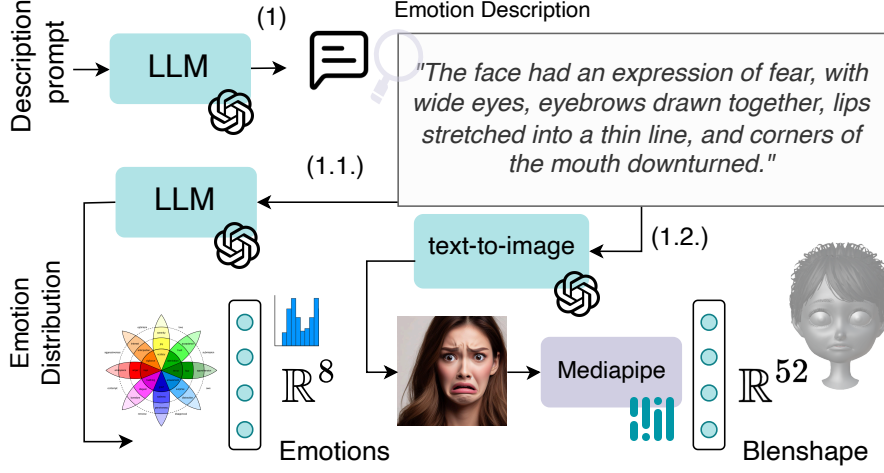 Description
prompt
LLM
(1)
Emotion Description
"The face had an expression of fear, with
wide eyes, eyebrows drawn together, lips
stretched into a thin line, and corners of
the mouth downturned."
LLM
(1.1.)
text-to-image
(1.2.)
Emotion
Distribution
ℝ⁸
Emotions
Mediapipe
ℝ⁵²
Blenshape